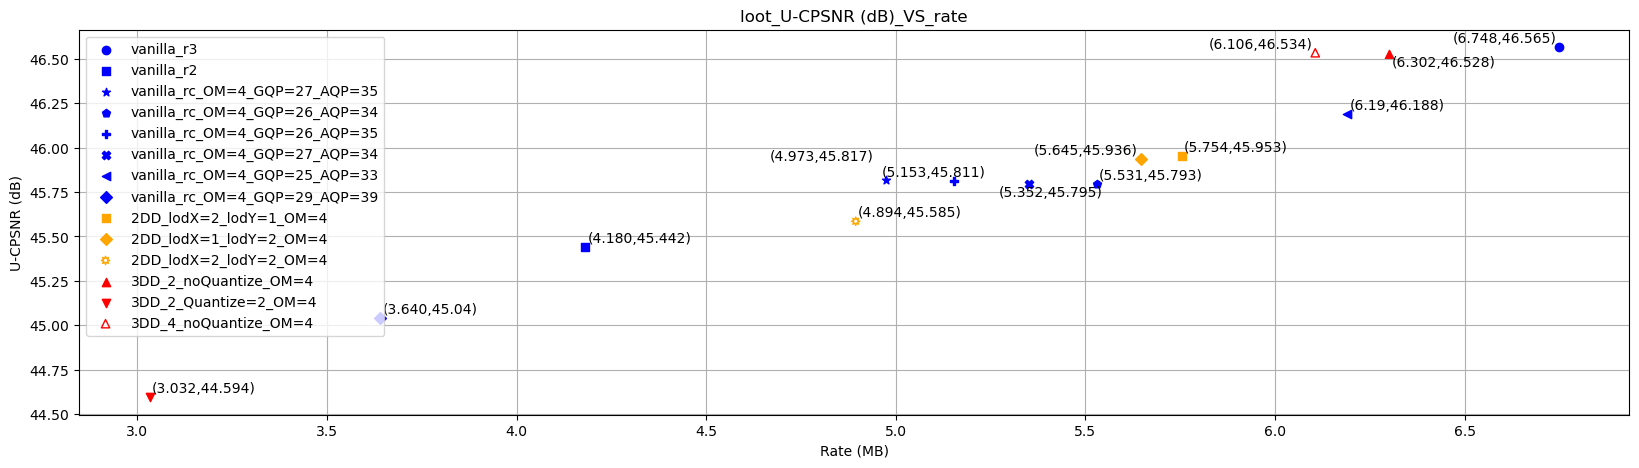 loot_U-CPSNR (dB)_VS_rate
U-CPSNR (dB)
46.50
46.25
46.00
45.75
45.50
45.25
45.00
44.75
44.50
vanilla_r3
vanilla_r2
vanilla_rc_OM=4_GQP=27_AQP=35
vanilla_rc_OM=4_GQP=26_AQP=34
vanilla_rc_OM=4_GQP=26_AQP=35
vanilla_rc_OM=4_GQP=27_AQP=34
vanilla_rc_OM=4_GQP=25_AQP=33
vanilla_rc_OM=4_GQP=29_AQP=39
2DD_lodX=2_lodY=1_OM=4
2DD_lodX=1_lodY=2_OM=4
2DD_lodX=2_lodY=2_OM=4
3DD_2_noQuantize_OM=4
3DD_2_Quantize=2_OM=4
3DD_4_noQuantize_OM=4
(6.748,46.565)
(6.106,46.534)
(6.302,46.528)
(6.19,46.188)
(5.645,45.936)
(5.754,45.953)
(4.973,45.817)
(5.153,45.811)
(5.531,45.793)
(5.352,45.795)
(4.894,45.585)
(4.180,45.442)
(3.640,45.04)
(3.032,44.594)
3.0
3.5
4.0
4.5
5.0
5.5
6.0
6.5
Rate (MB)